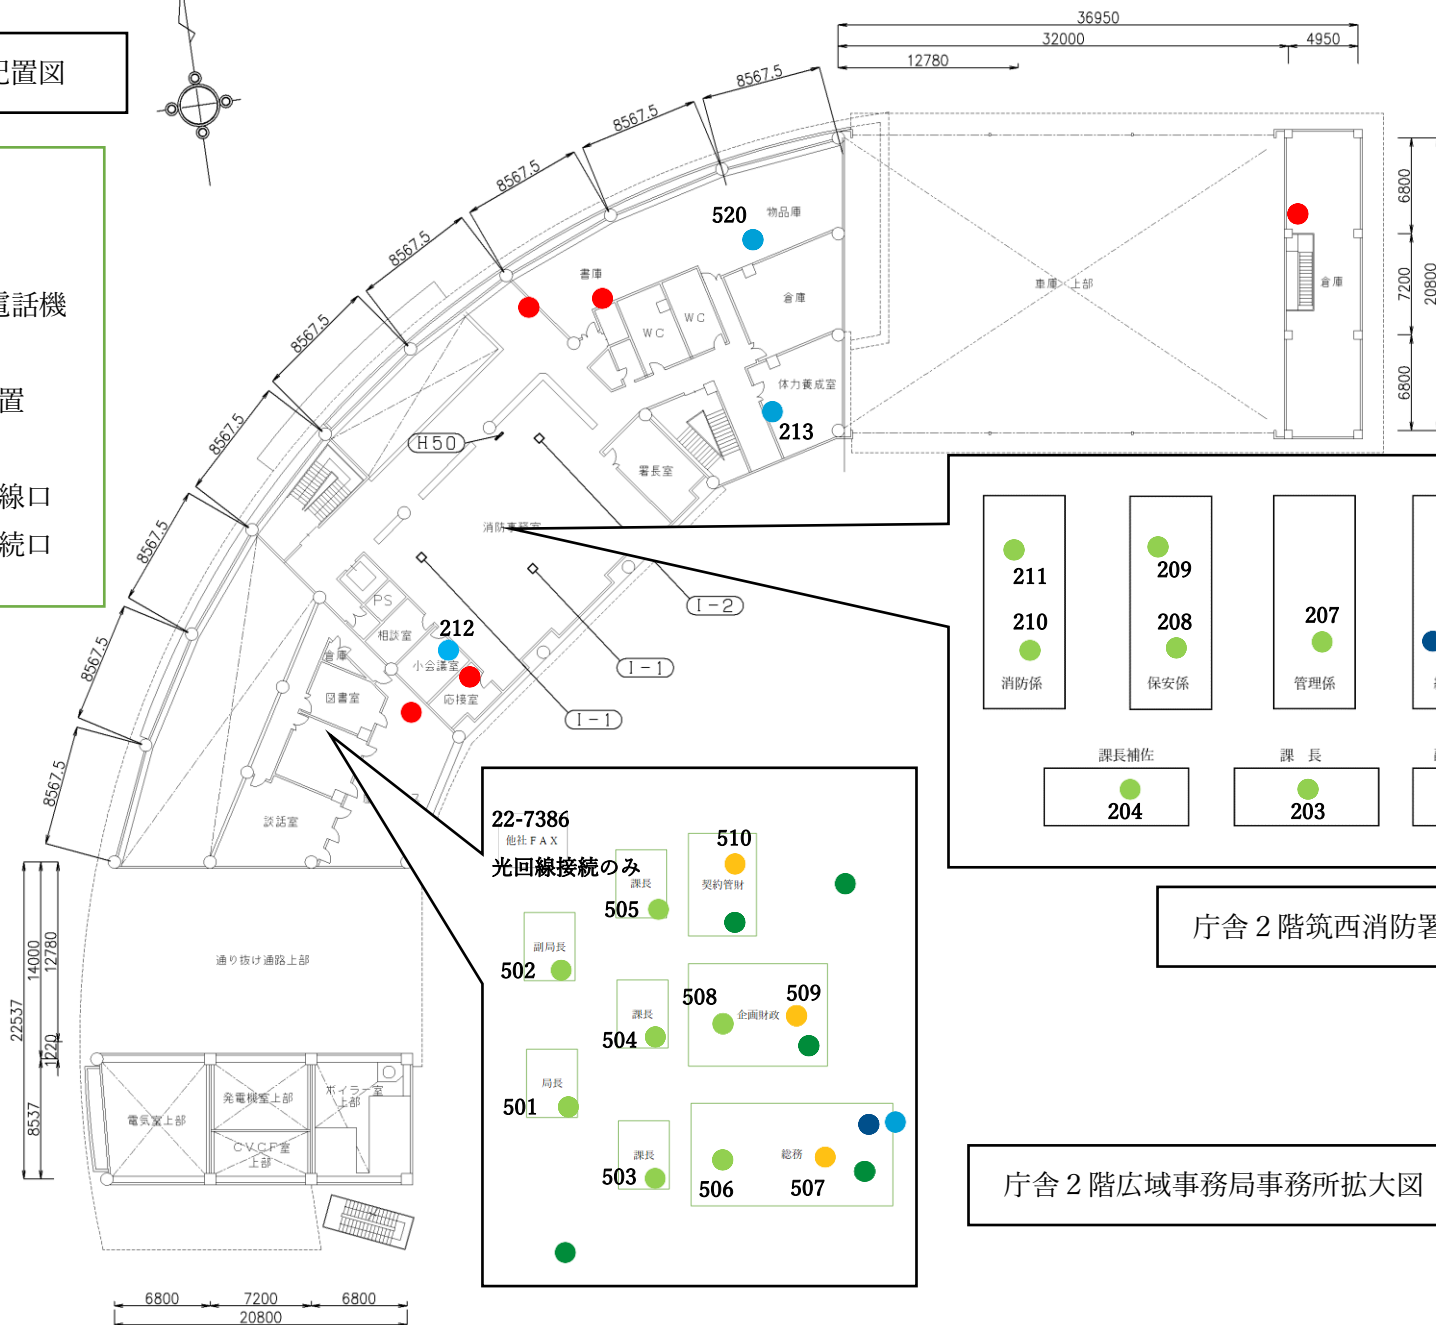 配置図
電話機
置
線口
続口
36950
32000
4950
12780
8567.5
8567.5
8567.5
8567.5
8567.5
8567.5
8567.5
8567.5
8567.5
6800
7200
20800
6800
520
物品庫
書庫
倉庫
WC
WC
車庫 上部
倉庫
体力養成室
213
H50
署長室
消防事務室
PS
相談室
212
小会議室
応接室
倉庫
図書室
談話室
I-2
I-1
I-1
211
210
消防係
209
208
保安係
207
管理係
課長補佐
204
課 長
203
庁舎２階筑西消防署
22-7386
他社ＦＡＸ
光回線接続のみ
510
契約管財
課長
505
副局長
502
508
509
企画財政
課長
504
局長
501
総務
課長
503
506
507
庁舎２階広域事務局事務所拡大図
通り抜け通路上部
14000
12780
22537
1220
8537
電気室上部
発電機室上部
ボイラー室
上部
CVCF室
上部
6800
7200
6800
20800